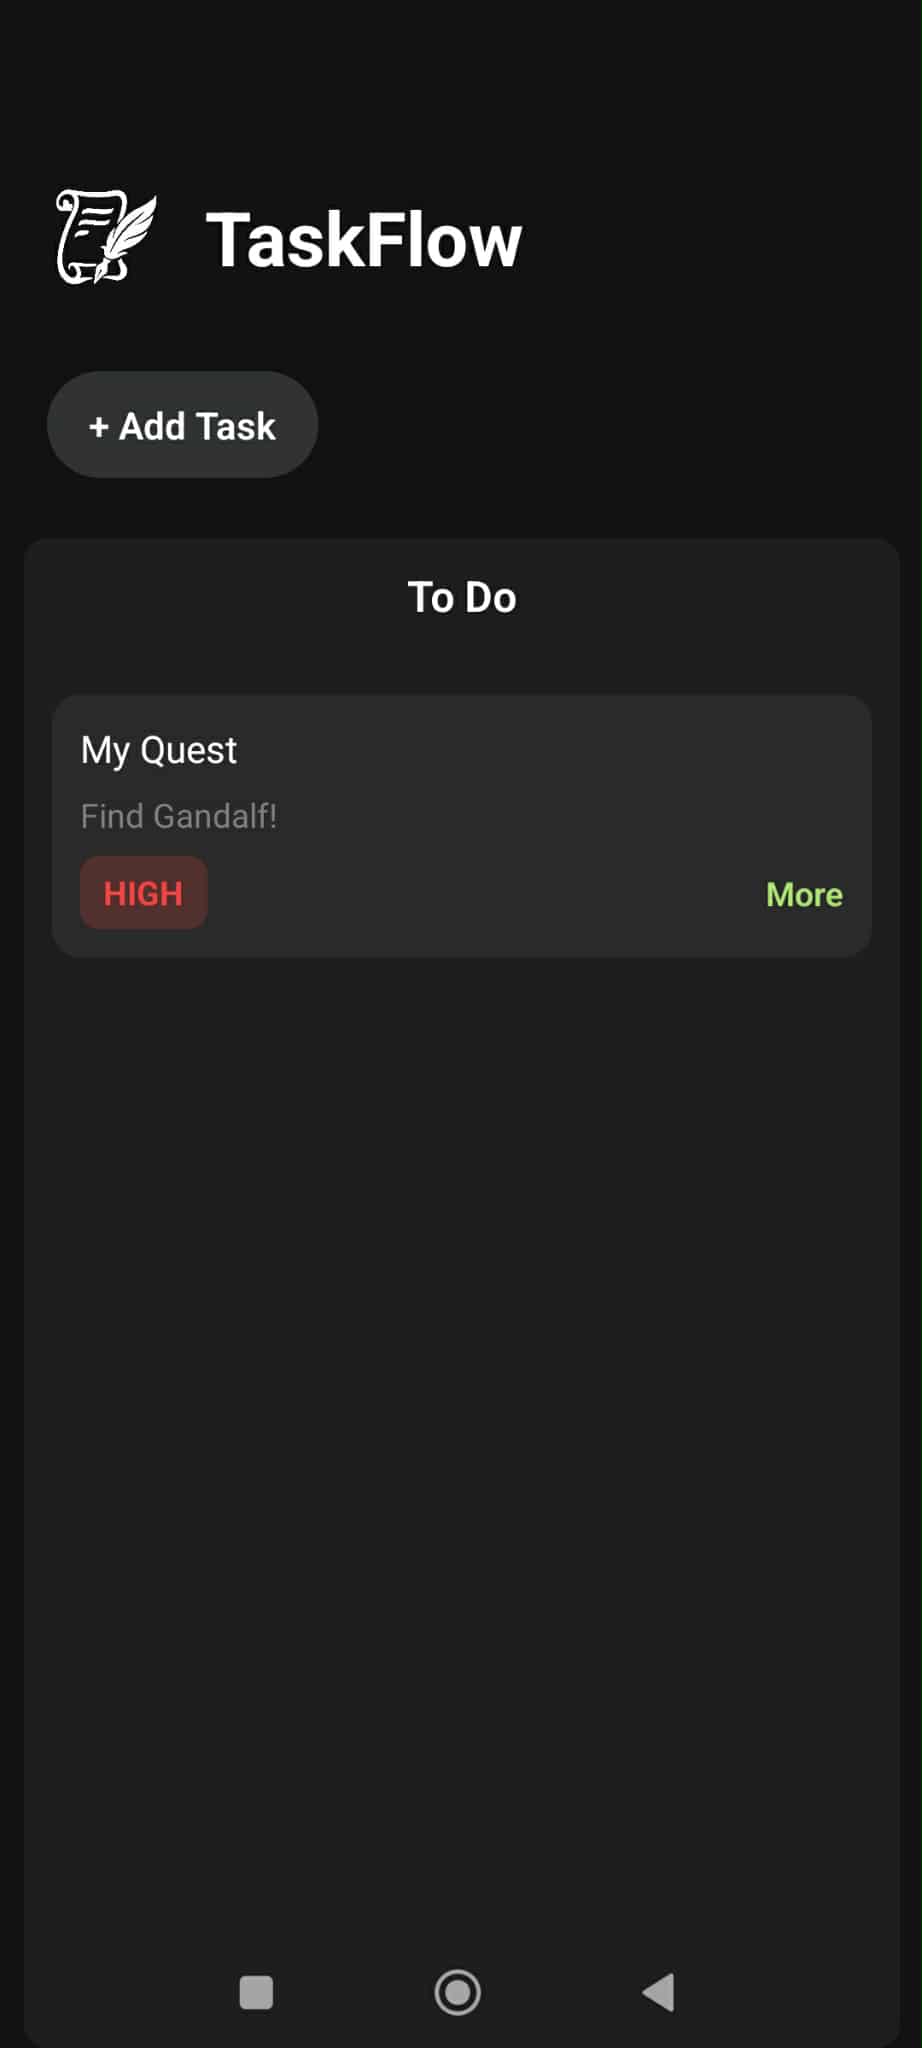 TaskFlow
+ Add Task
To Do
My Quest
Find Gandalf!
HIGH
More